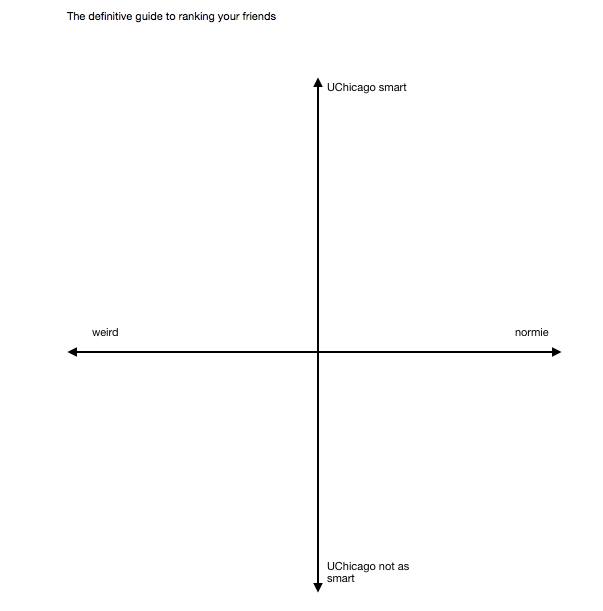 The definitive guide to ranking your friends
UChicago smart
weird
normie
UChicago not as
smart